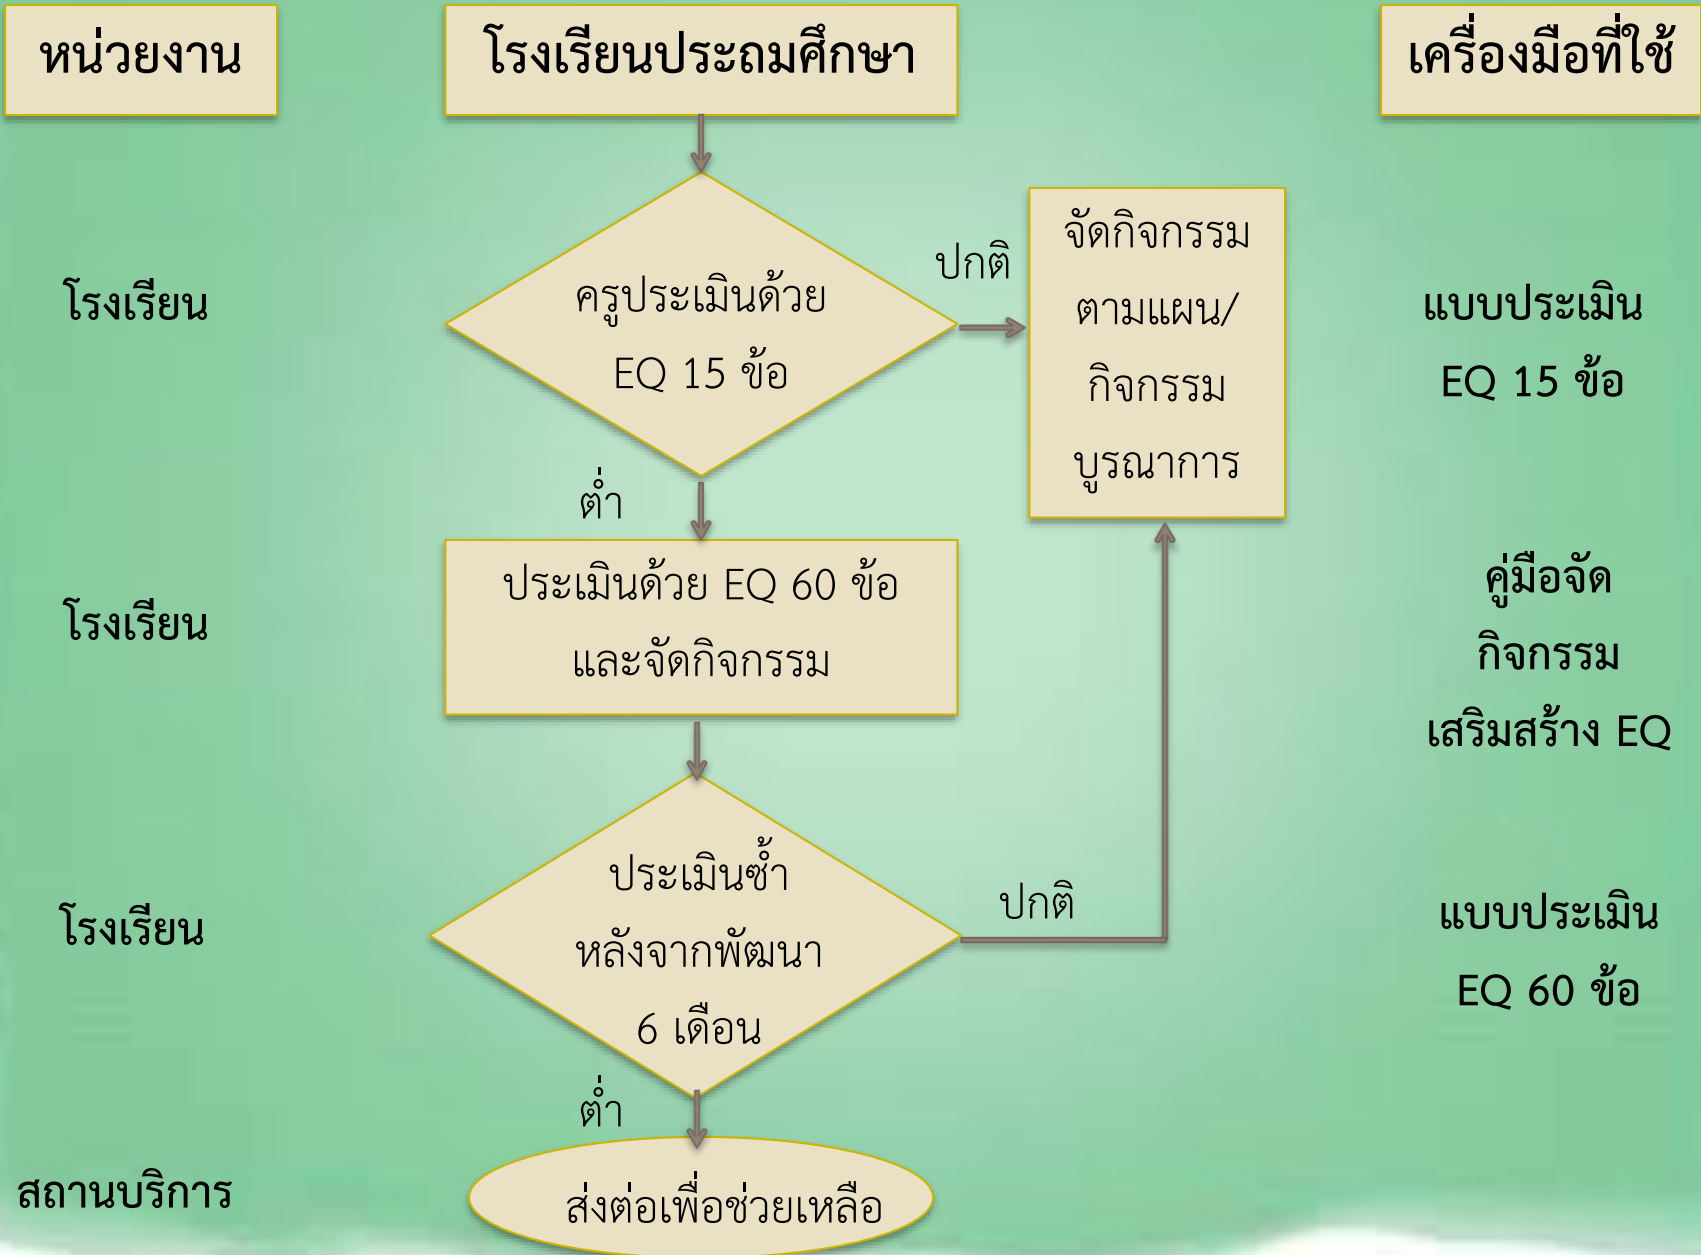 หน่วยงาน
โรงเรียนประถมศึกษา
เครื่องมือที่ใช้
โรงเรียน
ครูประเมินด้วย
EQ 15 ข้อ
ปกติ
จัดกิจกรรม
ตามแผน/
กิจกรรม
บูรณาการ
แบบประเมิน
EQ 15 ข้อ
ต่ำ
โรงเรียน
ประเมินด้วย EQ 60 ข้อ
และจัดกิจกรรม
คู่มือจัด
กิจกรรม
เสริมสร้าง EQ
โรงเรียน
ประเมินซ้ำ
หลังจากพัฒนา
6 เดือน
ปกติ
แบบประเมิน
EQ 60 ข้อ
ต่ำ
สถานบริการ
ส่งต่อเพื่อช่วยเหลือ